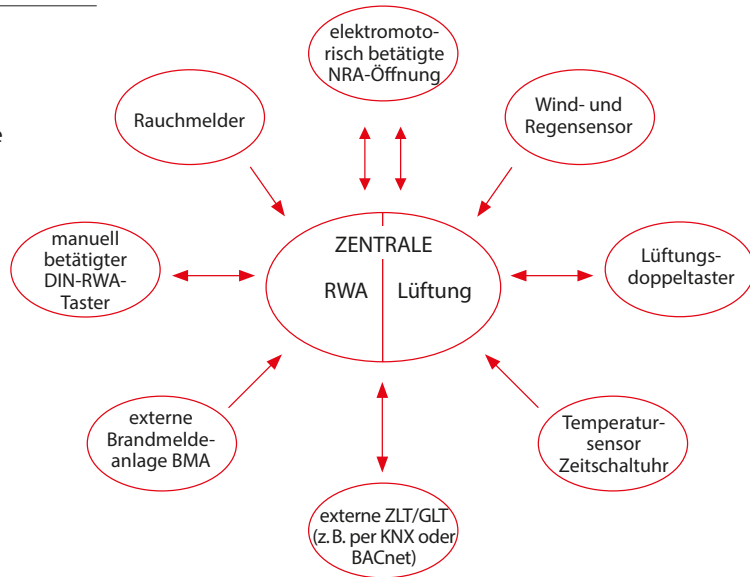 elektromoto-
risch betätigte
NRA-Öffnung
Rauchmelder
Wind- und
Regensensor
e
manuell
betätigter
DIN-RWA-
Taster
ZENTRALE
RWA
Lüftung
Lüftungs-
doppeltaster
externe
Brandmelde-
anlage BMA
Temperatur-
sensor
Zeitschaltuhr
externe ZLT/GLT
(z. B. per KNX oder
BACnet)